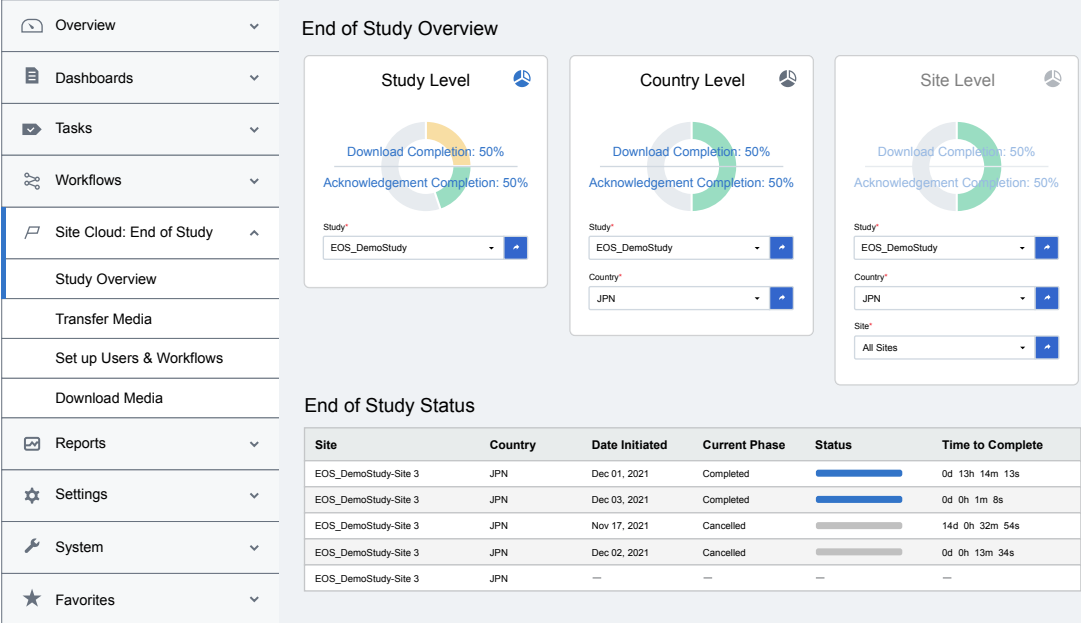 Overview
Dashboards
Tasks
Workflows
Site Cloud: End of Study
Study Overview
Transfer Media
Set up Users & Workflows
Download Media
Reports
Settings
System
Favorites
End of Study Overview
Study Level
Download Completion: 50%
Acknowledgement Completion: 50%
Study*
EOS_DemoStudy
Country Level
Download Completion: 50%
Acknowledgement Completion: 50%
Study*
EOS_DemoStudy
Country*
JPN
Site Level
Download Completion: 50%
Acknowledgement Completion: 50%
Study*
EOS_DemoStudy
Country*
JPN
Site*
All Sites
End of Study Status
Site Country Date Initiated Current Phase Status Time to Complete
EOS_DemoStudy-Site 3 JPN Dec 01, 2021 Completed 0d 13h 14m 13s
EOS_DemoStudy-Site 3 JPN Dec 03, 2021 Completed 0d 0h 1m 8s
EOS_DemoStudy-Site 3 JPN Nov 17, 2021 Cancelled 14d 0h 32m 54s
EOS_DemoStudy-Site 3 JPN Dec 02, 2021 Cancelled 0d 0h 13m 34s
EOS_DemoStudy-Site 3 JPN — — — —